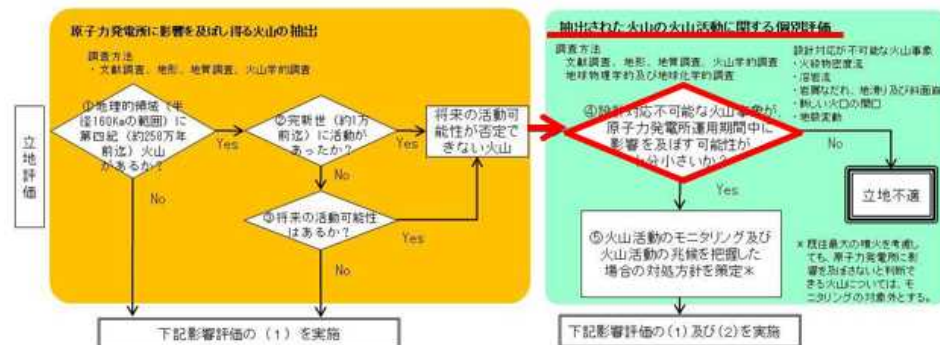 原子力発電所に影響を及ぼし得る火山の抽出
調査方法
・文献調査、地形、地質調査、火山学的調査
立地評価
①地理的領域（半
径160Kmの範囲）に
第四紀（約258万年
前迄）火山
があるか？
Yes
No
②完新世（約1万
前迄）に活動が
あったか？
Yes
No
③将来の活動可能性
はあるか？
Yes
No
将来の活動可
能性が否定で
きない火山
下記影響評価の（1）を実施
抽出された火山の火山活動に関する個別評価
調査方法
文献調査、地形、地質調査、火山学的調査
地球物理学的及び地球化学的調査
設計対応が不可能な火山事象
・火砕物密度流
・溶岩流
・岩屑なだれ、地滑り及び斜面崩
・新しい火口の開口
・地殻変動
④設計対応不可能な火山事象が、
原子力発電所運用期間中に
影響を及ぼす可能性が
十分小さいか？
No
Yes
立地不適
⑤火山活動のモニタリング及び
火山活動の兆候を把握した
場合の対処方針を策定＊
＊既往最大の噴火を考慮し
ても、原子力発電所に影
響を及ぼさないと判断で
きる火山については、モ
ニタリングの対象外とする。
下記影響評価の（1）及び（2）を実施